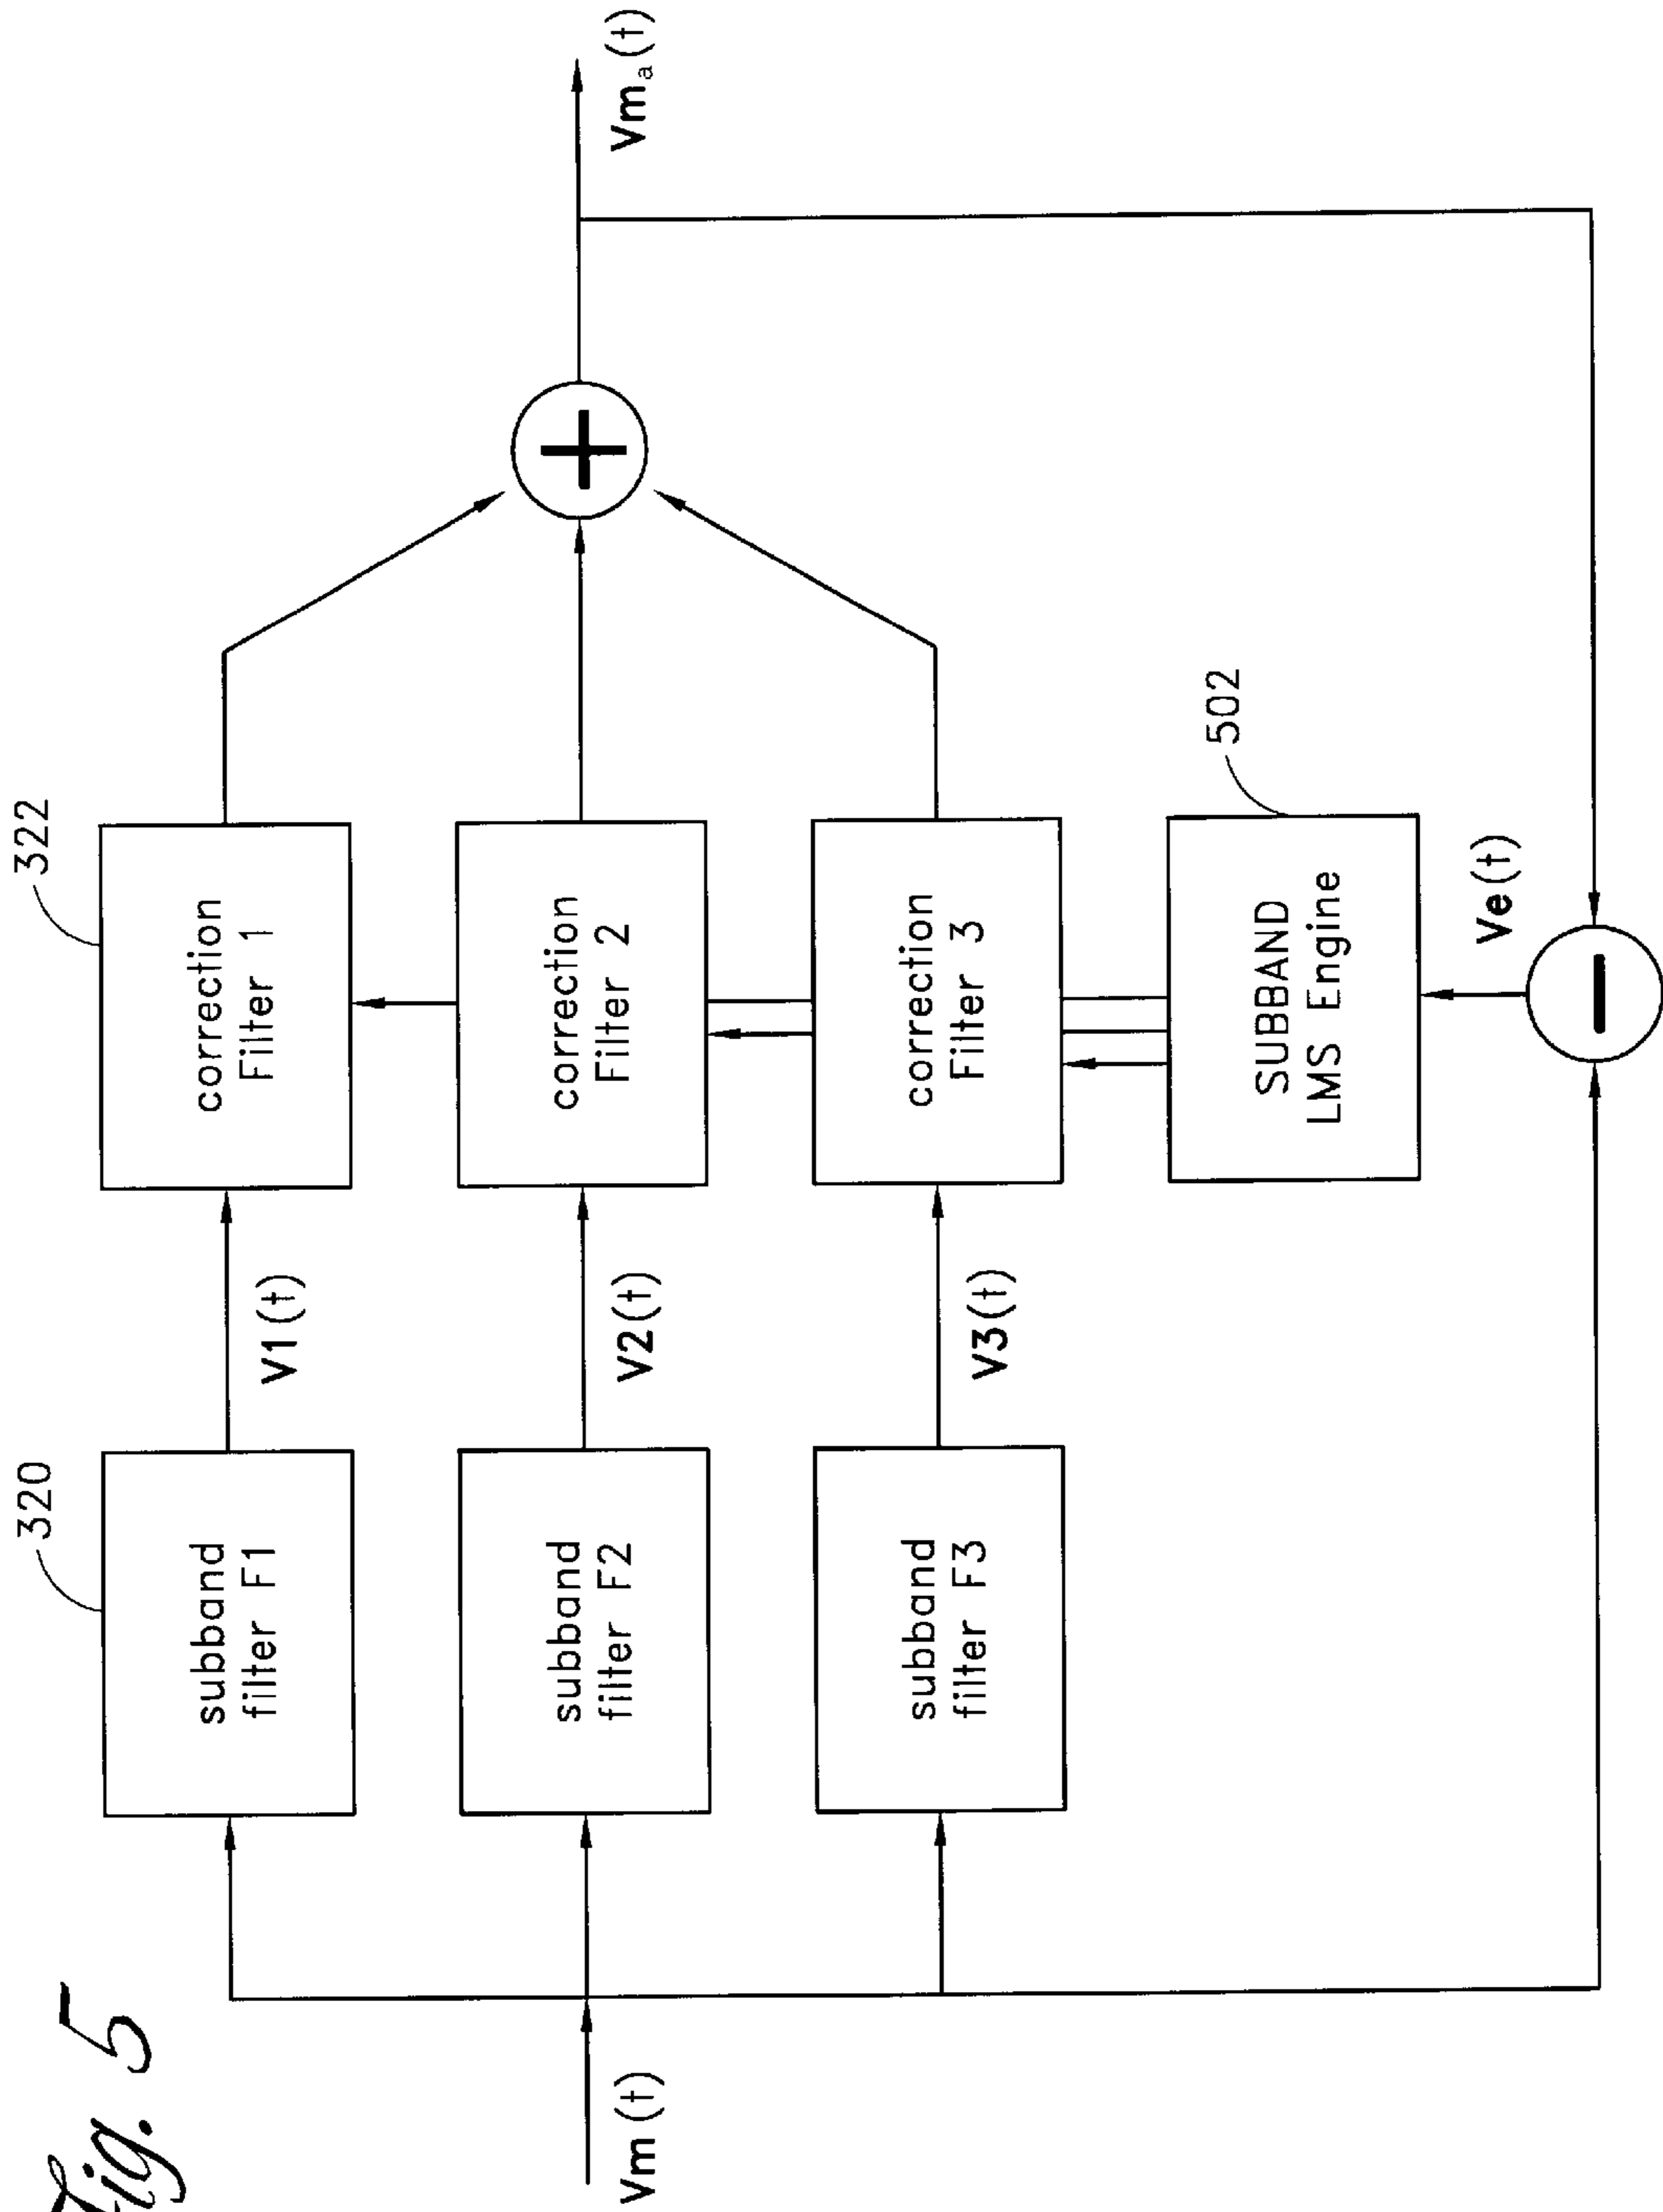 Fig. 5
320
322
subband
filter F1
V1(t)
correction
Filter 1
Vm(t)
subband
filter F2
V2(t)
correction
Filter 2
Vma(t)
subband
filter F3
V3(t)
correction
Filter 3
502
SUBBAND
LMS Engine
Ve(t)